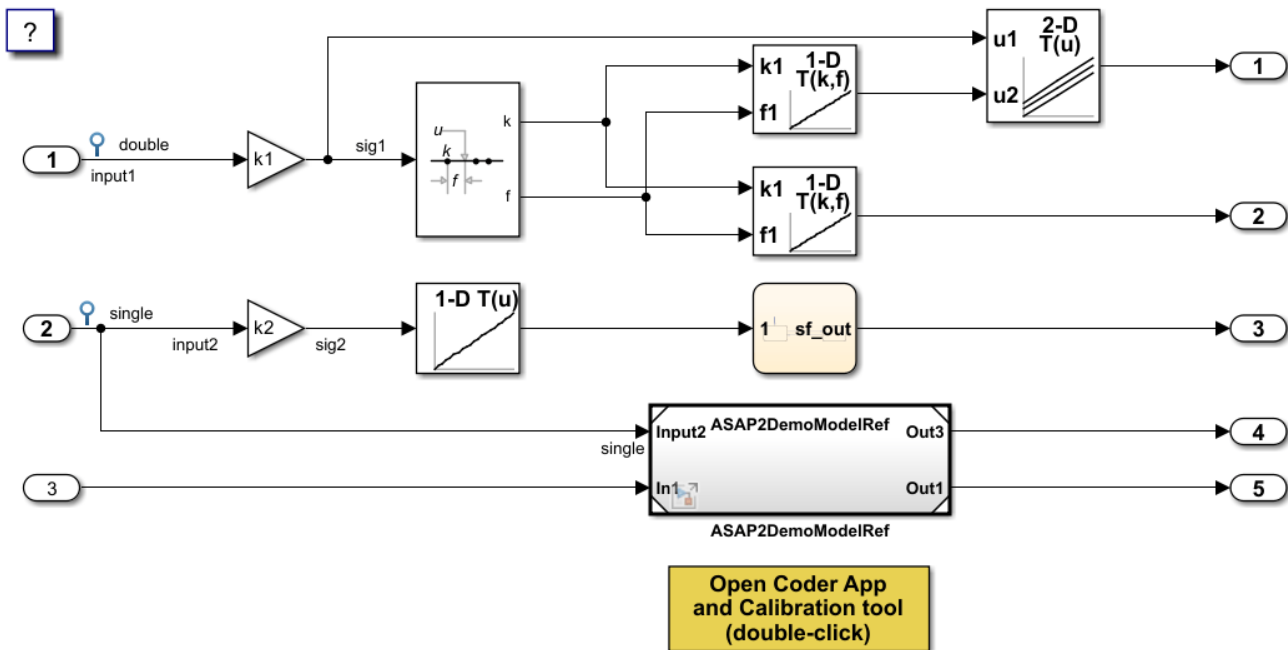 ?
1
double
input1
k1
sig1
u
k
f
k
f
k1
1-D
T(k,f)
f1
u1
2-D
T(u)
u2
1
k1
1-D
T(k,f)
f1
2
2
single
input2
k2
sig2
1-D T(u)
1
sf_out
3
single
Input2
ASAP2DemoModelRef
Out3
4
3
In1
Out1
5
ASAP2DemoModelRef
Open Coder App
and Calibration tool
(double-click)